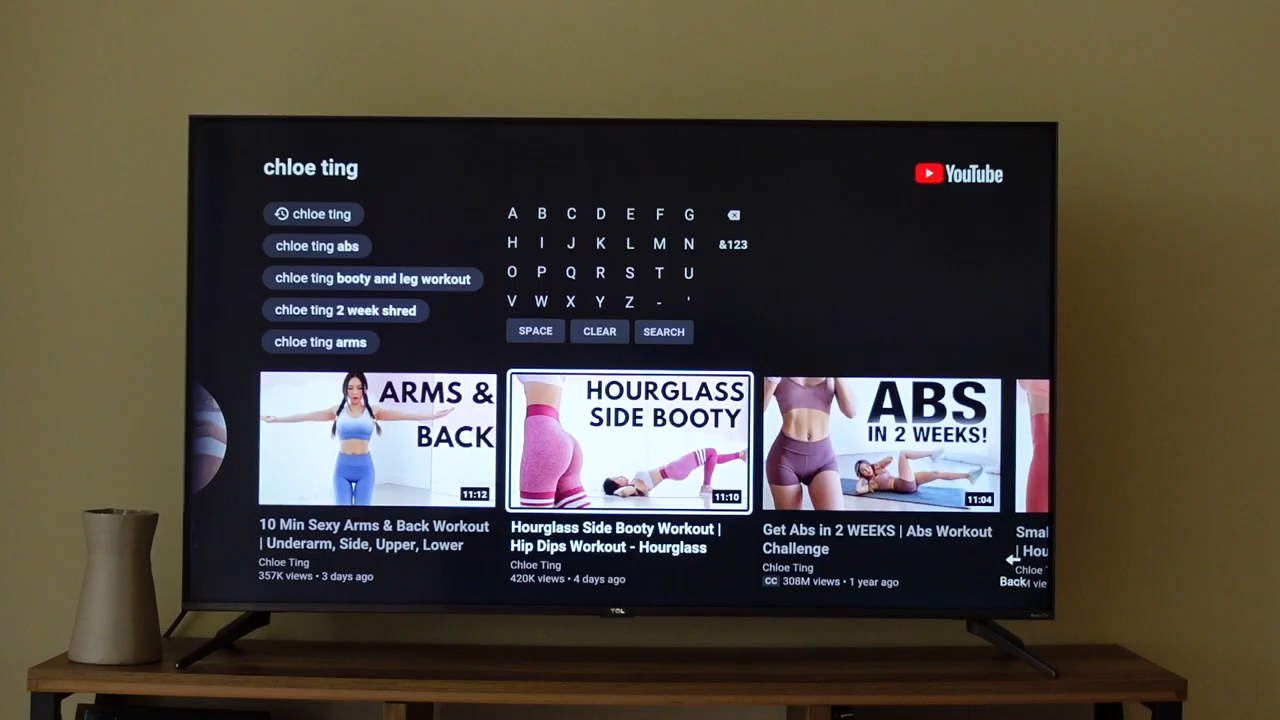 chloe ting
YouTube
chloe ting
chloe ting abs
chloe ting booty and leg workout
chloe ting 2 week shred
chloe ting arms
A B C D E F G
H I J K L M N &123
O P Q R S T U
V W X Y Z - '
SPACE CLEAR SEARCH
ARMS &
BACK
11:12
HOURGLASS
SIDE BOOTY
11:10
ABS
IN 2 WEEKS!
11:04
10 Min Sexy Arms & Back Workout
| Underarm, Side, Upper, Lower
Chloe Ting
357K views • 3 days ago
Hourglass Side Booty Workout |
Hip Dips Workout - Hourglass
Chloe Ting
420K views • 4 days ago
Get Abs in 2 WEEKS | Abs Workout
Challenge
Chloe Ting
CC 308M views • 1 year ago
Smal
| Hou
Chloe
Back
TCL